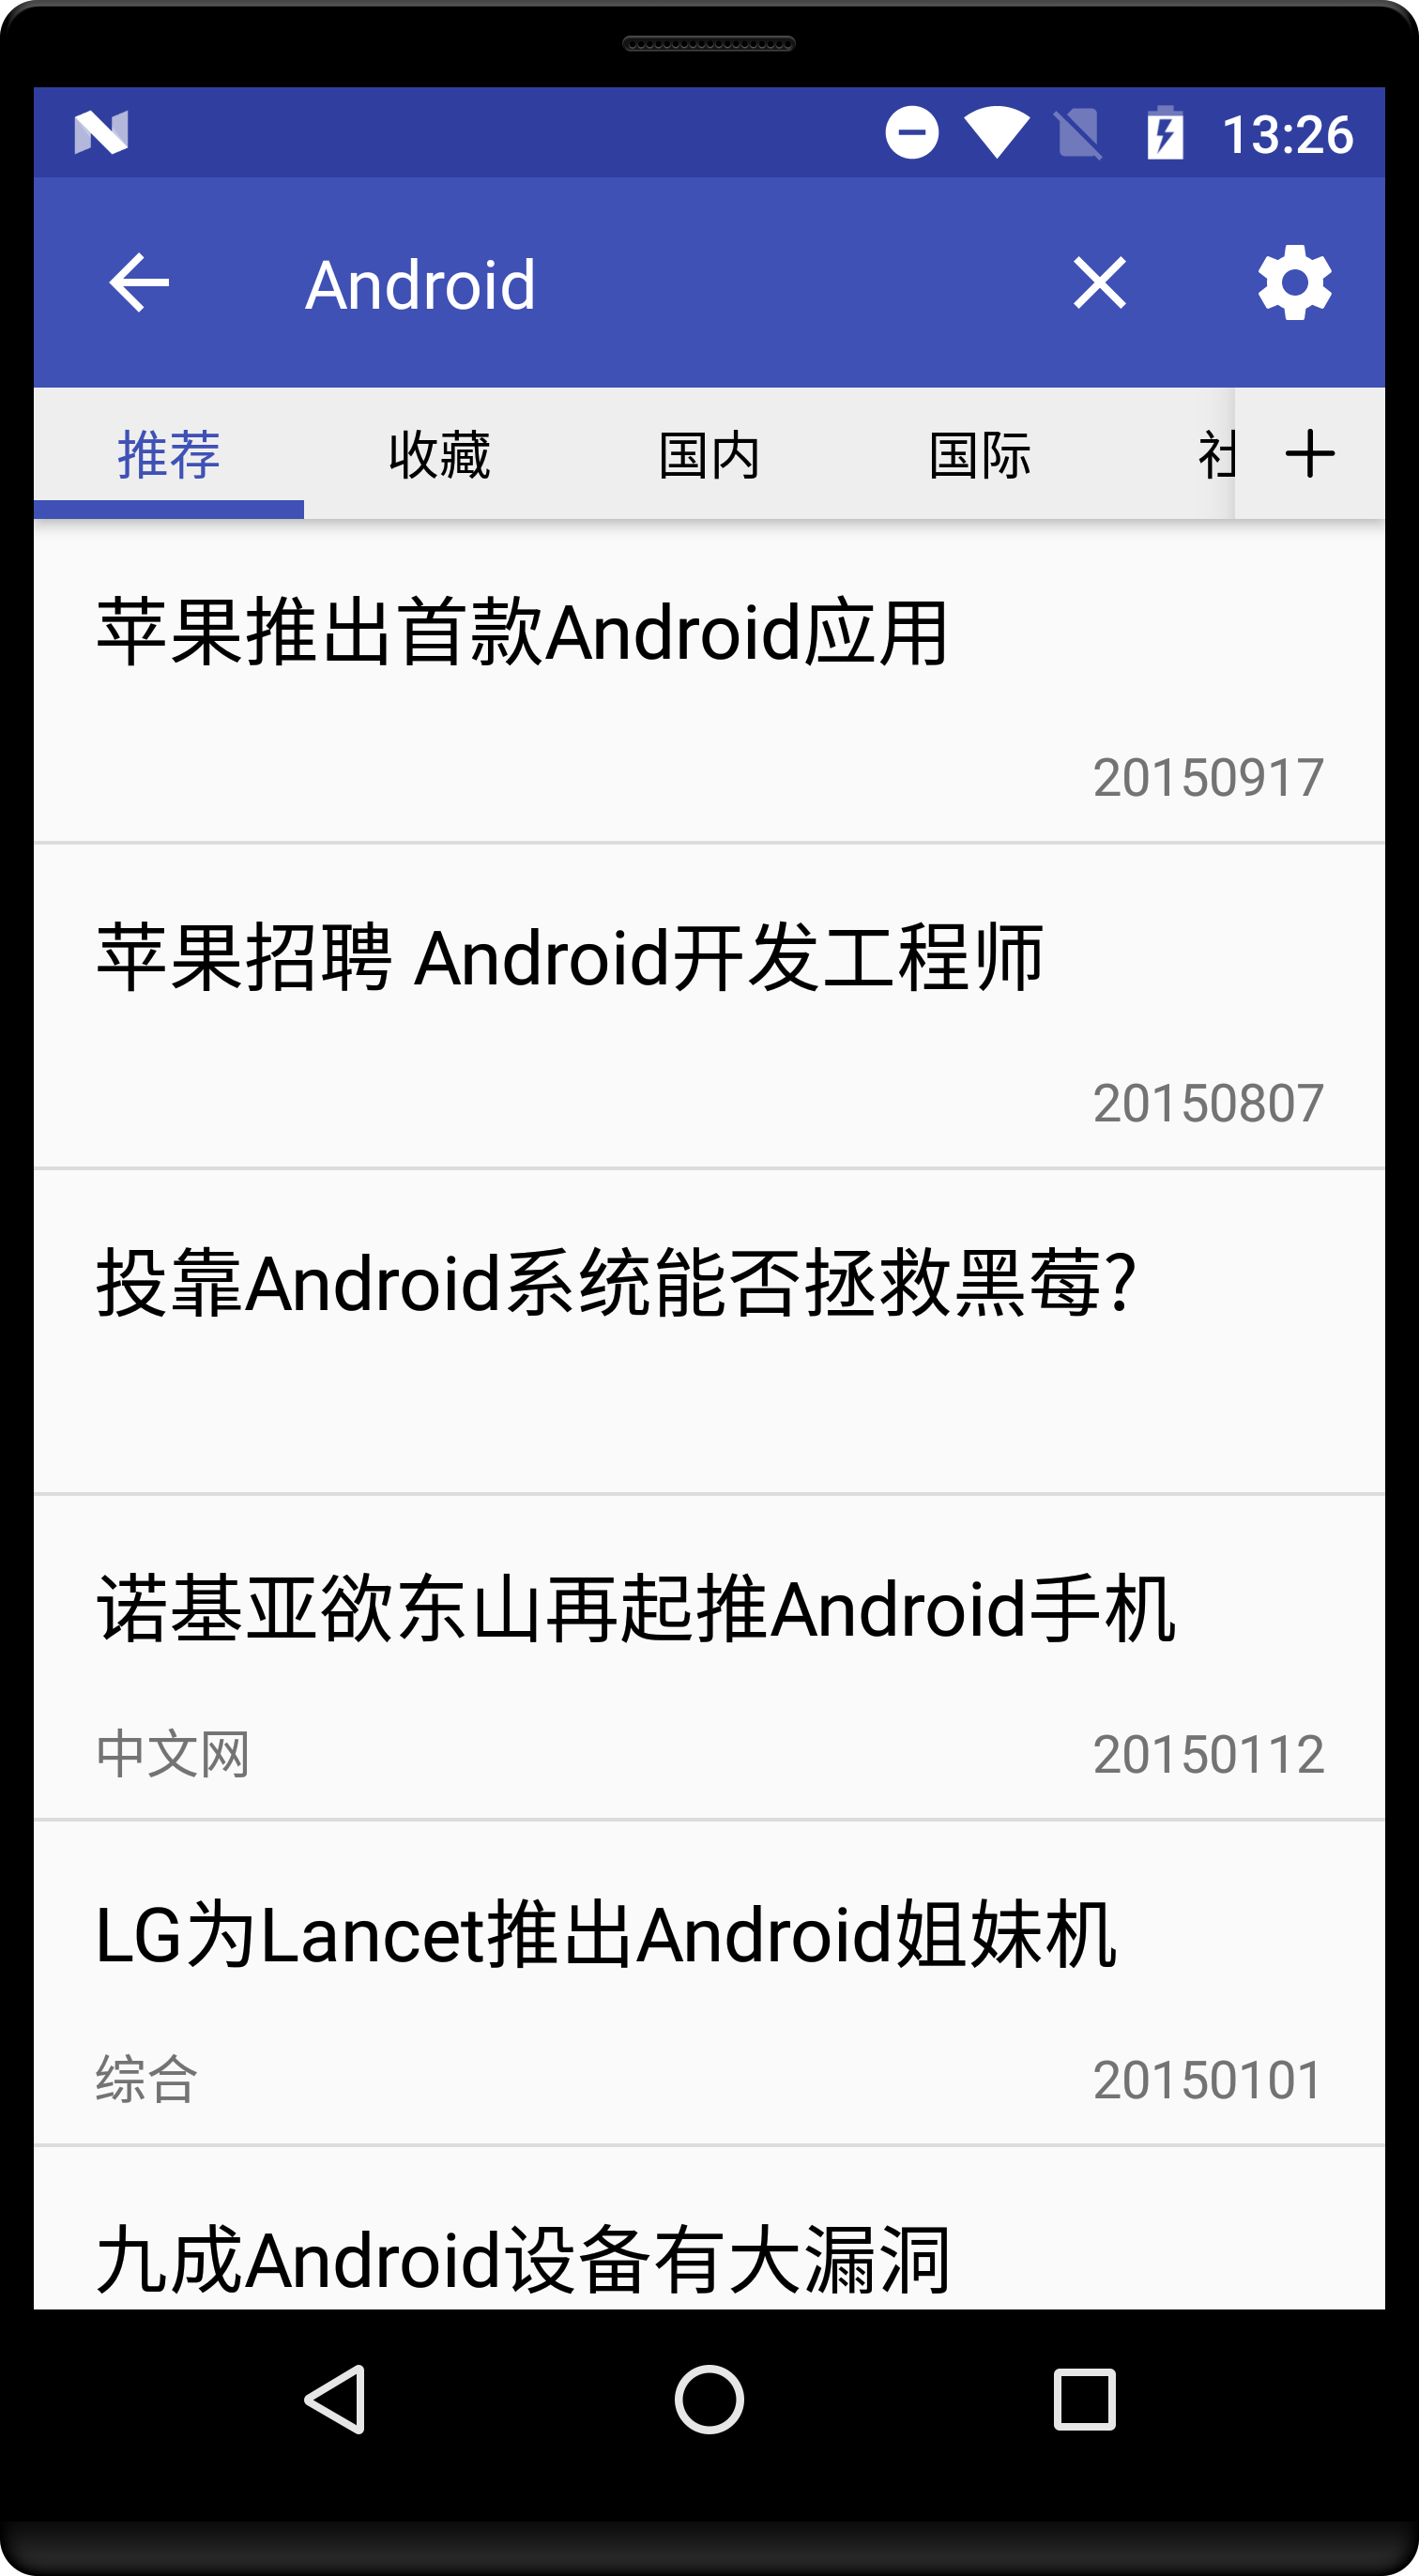 13:26
Android
推荐 收藏 国内 国际
苹果推出首款Android应用
20150917
苹果招聘 Android开发工程师
20150807
投靠Android系统能否拯救黑莓?
诺基亚欲东山再起推Android手机
中文网 20150112
LG为Lancet推出Android姐妹机
综合 20150101
九成Android设备有大漏洞